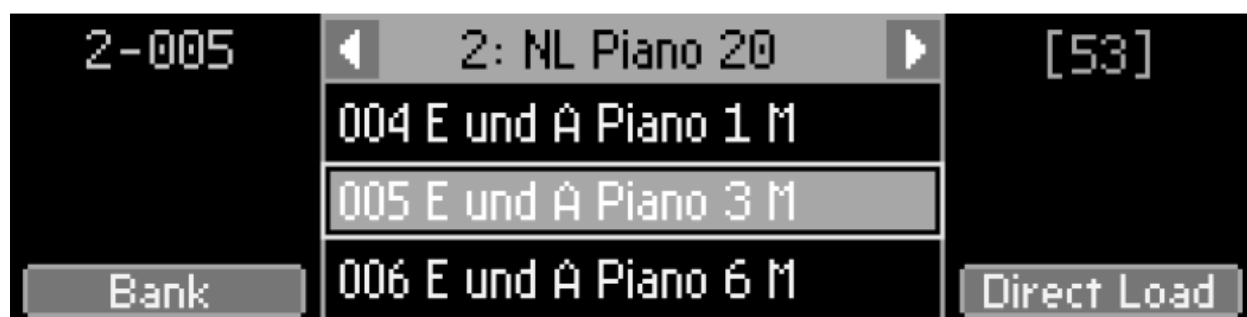 2-005
2: NL Piano 20
[53]
004 E und A Piano 1 M
005 E und A Piano 3 M
006 E und A Piano 6 M
Bank
Direct Load